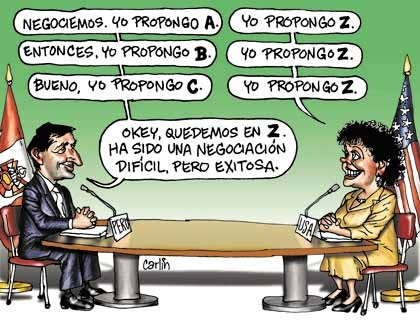 NEGOCIEMOS. YO PROPONGO A.
YO PROPONGO Z.
ENTONCES, YO PROPONGO B.
YO PROPONGO Z.
BUENO, YO PROPONGO C.
YO PROPONGO Z.
OKEY, QUEDEMOS EN Z.
HA SIDO UNA NEGOCIACIÓN
DIFÍCIL, PERO EXITOSA.
PERÚ
USA
carlín